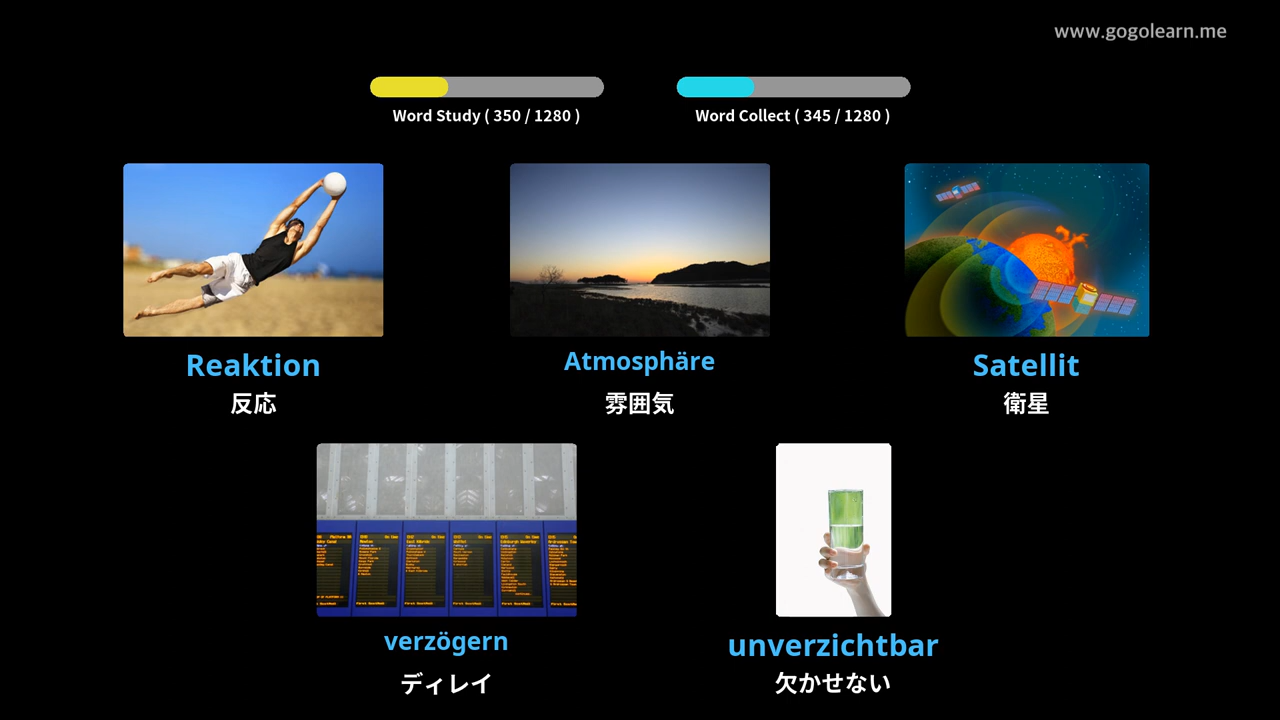 www.gogolearn.me
Word Study ( 350 / 1280 )
Word Collect ( 345 / 1280 )
Reaktion
反応
Atmosphäre
雰囲気
Satellit
衛星
verzögern
ディレイ
unverzichtbar
欠かせない